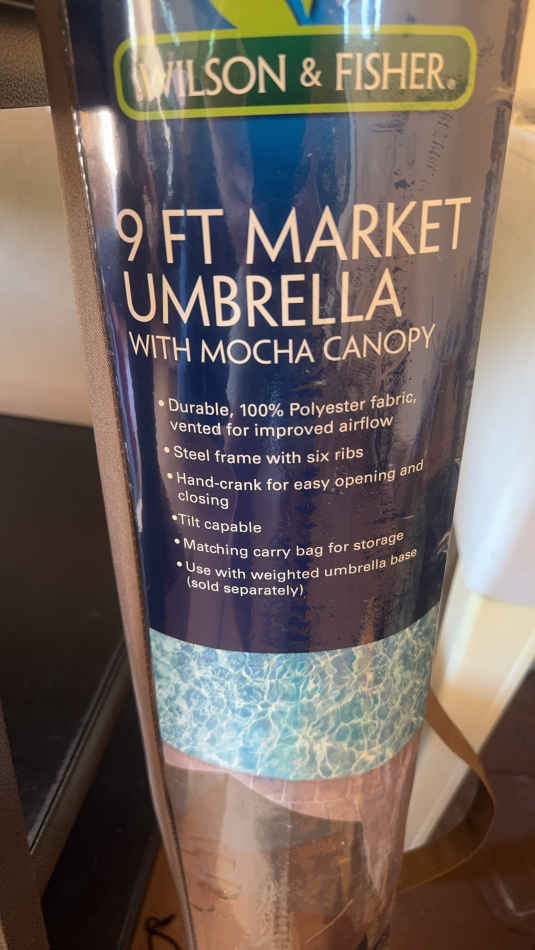 WILSON & FISHER®
9 FT MARKET
UMBRELLA
WITH MOCHA CANOPY
• Durable, 100% Polyester fabric,
vented for improved airflow
• Steel frame with six ribs
• Hand-crank for easy opening and
closing
• Tilt capable
• Matching carry bag for storage
• Use with weighted umbrella base
(sold separately)